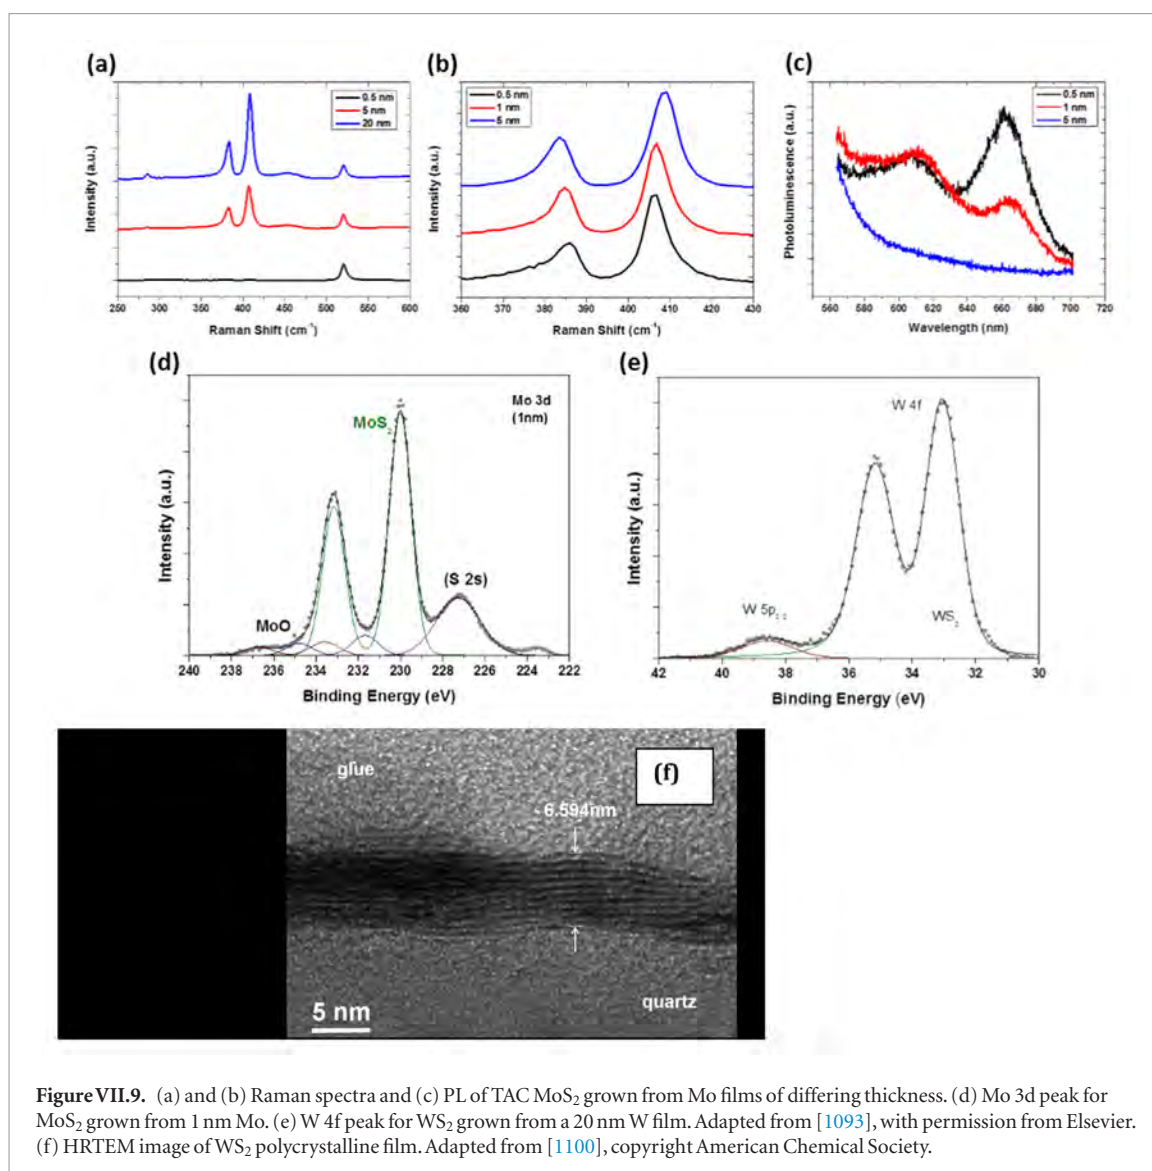 (a)
Intensity (a.u.)
0.5 nm
5 nm
20 nm
250 300 350 400 450 500 550 600
Raman Shift (cm⁻¹)
(b)
Intensity (a.u.)
0.5 nm
1 nm
5 nm
360 370 380 390 400 410 420 430
Raman Shift (cm⁻¹)
(c)
Photoluminescence (a.u.)
0.5 nm
1 nm
5 nm
560 580 600 620 640 660 680 700 720
Wavelength (nm)
(d)
Intensity (a.u.)
Mo 3d
(1nm)
MoS₂
(S 2s)
MoO
240 238 236 234 232 230 228 226 224 222
Binding Energy (eV)
(e)
Intensity (a.u.)
W 4f
W 5p
WS₂
42 40 38 36 35 34 32 30
Binding Energy (eV)
(f)
glue
~6.594nm
5 nm
quartz
Figure VII.9. (a) and (b) Raman spectra and (c) PL of TAC MoS₂ grown from Mo films of differing thickness. (d) Mo 3d peak for
MoS₂ grown from 1 nm Mo. (e) W 4f peak for WS₂ grown from a 20 nm W film. Adapted from [1093], with permission from Elsevier.
(f) HRTEM image of WS₂ polycrystalline film. Adapted from [1100], copyright American Chemical Society.